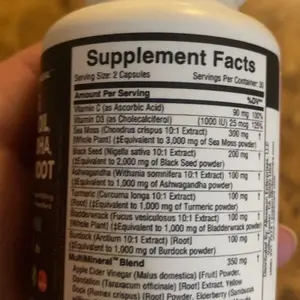 Supplement Facts
Serving Size: 2 Capsules Servings Per Container: 30
Amount Per Serving %DV**
Vitamin C (as Ascorbic Acid) 90 mg 100%
Vitamin D3 (as Cholecalciferol) (1000 IU) 25 mcg 125%
Sea Moss (Chondrus crispus 10:1 Extract) 300 mg †
(Whole Plant) (‡Equivalent to 3,000 mg of Sea Moss powder)
Black Seed (Nigella sativa 10:1 Extract) 200 mg †
(‡Equivalent to 2,000 mg of Black Seed powder)
Ashwagandha (Withania somnifera 10:1 Extract) 100 mg †
[Root] (‡Equivalent to 1,000 mg of Ashwagandha powder)
Turmeric (Curcuma longa 10:1 Extract) 100 mg †
[Root] (‡Equivalent to 1,000 mg of Turmeric powder)
Bladderwrack (Fucus vesiculosus 10:1 Extract) 100 mg †
(Whole Plant) (‡Equivalent to 1,000 mg of Bladderwrack powder)
Burdock (Arctium 10:1 Extract) [Root] 100 mg †
(‡Equivalent to 1,000 mg of Burdock powder)
MultiMineral™ Blend 350 mg †
Apple Cider Vinegar (Malus domestica) (Fruit) Powder,
Dandelion (Taraxacum officinale) [Root] Extract, Yellow
Dock (Rumex crispus) [Root] Powder, Elderberry (Sambucus